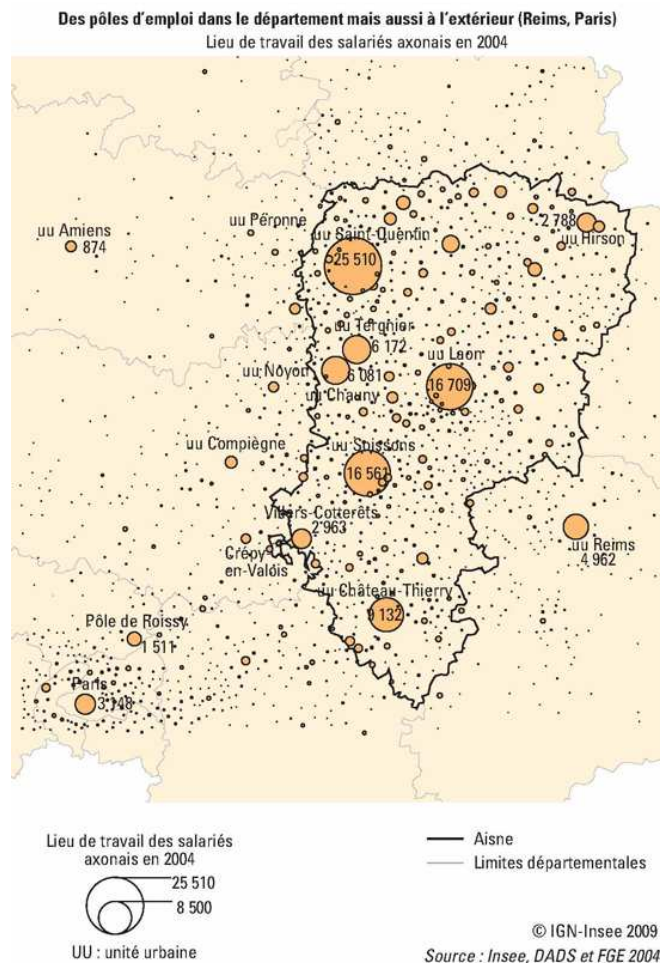 Des pôles d'emploi dans le département mais aussi à l'extérieur (Reims, Paris)
Lieu de travail des salariés axonais en 2004
uu Amiens
874
uu Péronne
uu Saint-Quentin
25 510
2 788
uu Hirson
uu Tergnier
6 172
uu Noyon
6 081
uu Chauny
uu Laon
16 709
uu Compiègne
uu Soissons
16 561
Villers-Cotterêts
2 963
Crépy
en-Valois
uu Reims
4 962
uu Château-Thierry
9 132
Pôle de Roissy
1 511
Paris
3 148
Lieu de travail des salariés
axonais en 2004
25 510
8 500
UU : unité urbaine
Aisne
Limites départementales
© IGN-Insee 2009
Source : Insee, DADS et FGE 2004